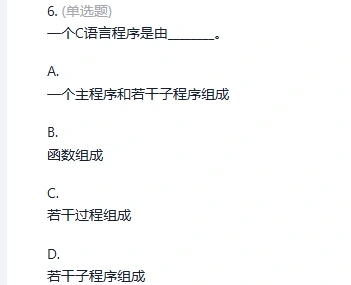 6. (单选题)
一个C语言程序是由________。
A.
一个主程序和若干子程序组成
B.
函数组成
C.
若干过程组成
D.
若干子程序组成